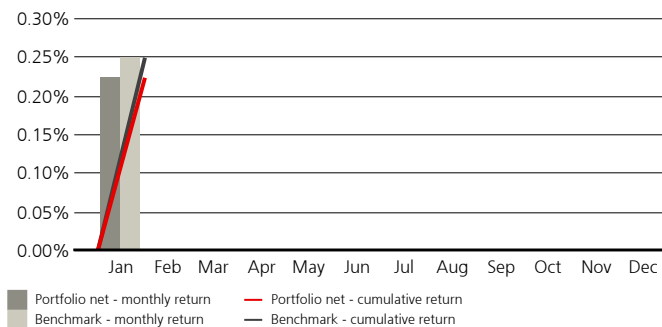 0.30%
0.25%
0.20%
0.15%
0.10%
0.05%
0.00%
Jan Feb Mar Apr May Jun Jul Aug Sep Oct Nov Dec
Portfolio net - monthly return Portfolio net - cumulative return
Benchmark - monthly return Benchmark - cumulative return